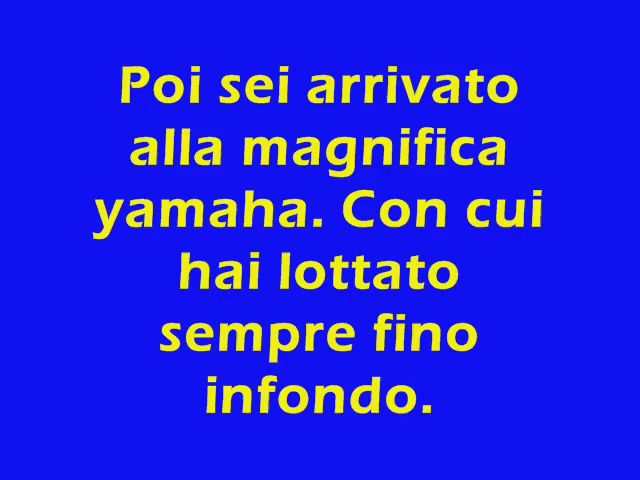 Poi sei arrivato
alla magnifica
yamaha. Con cui
hai lottato
sempre fino
infondo.